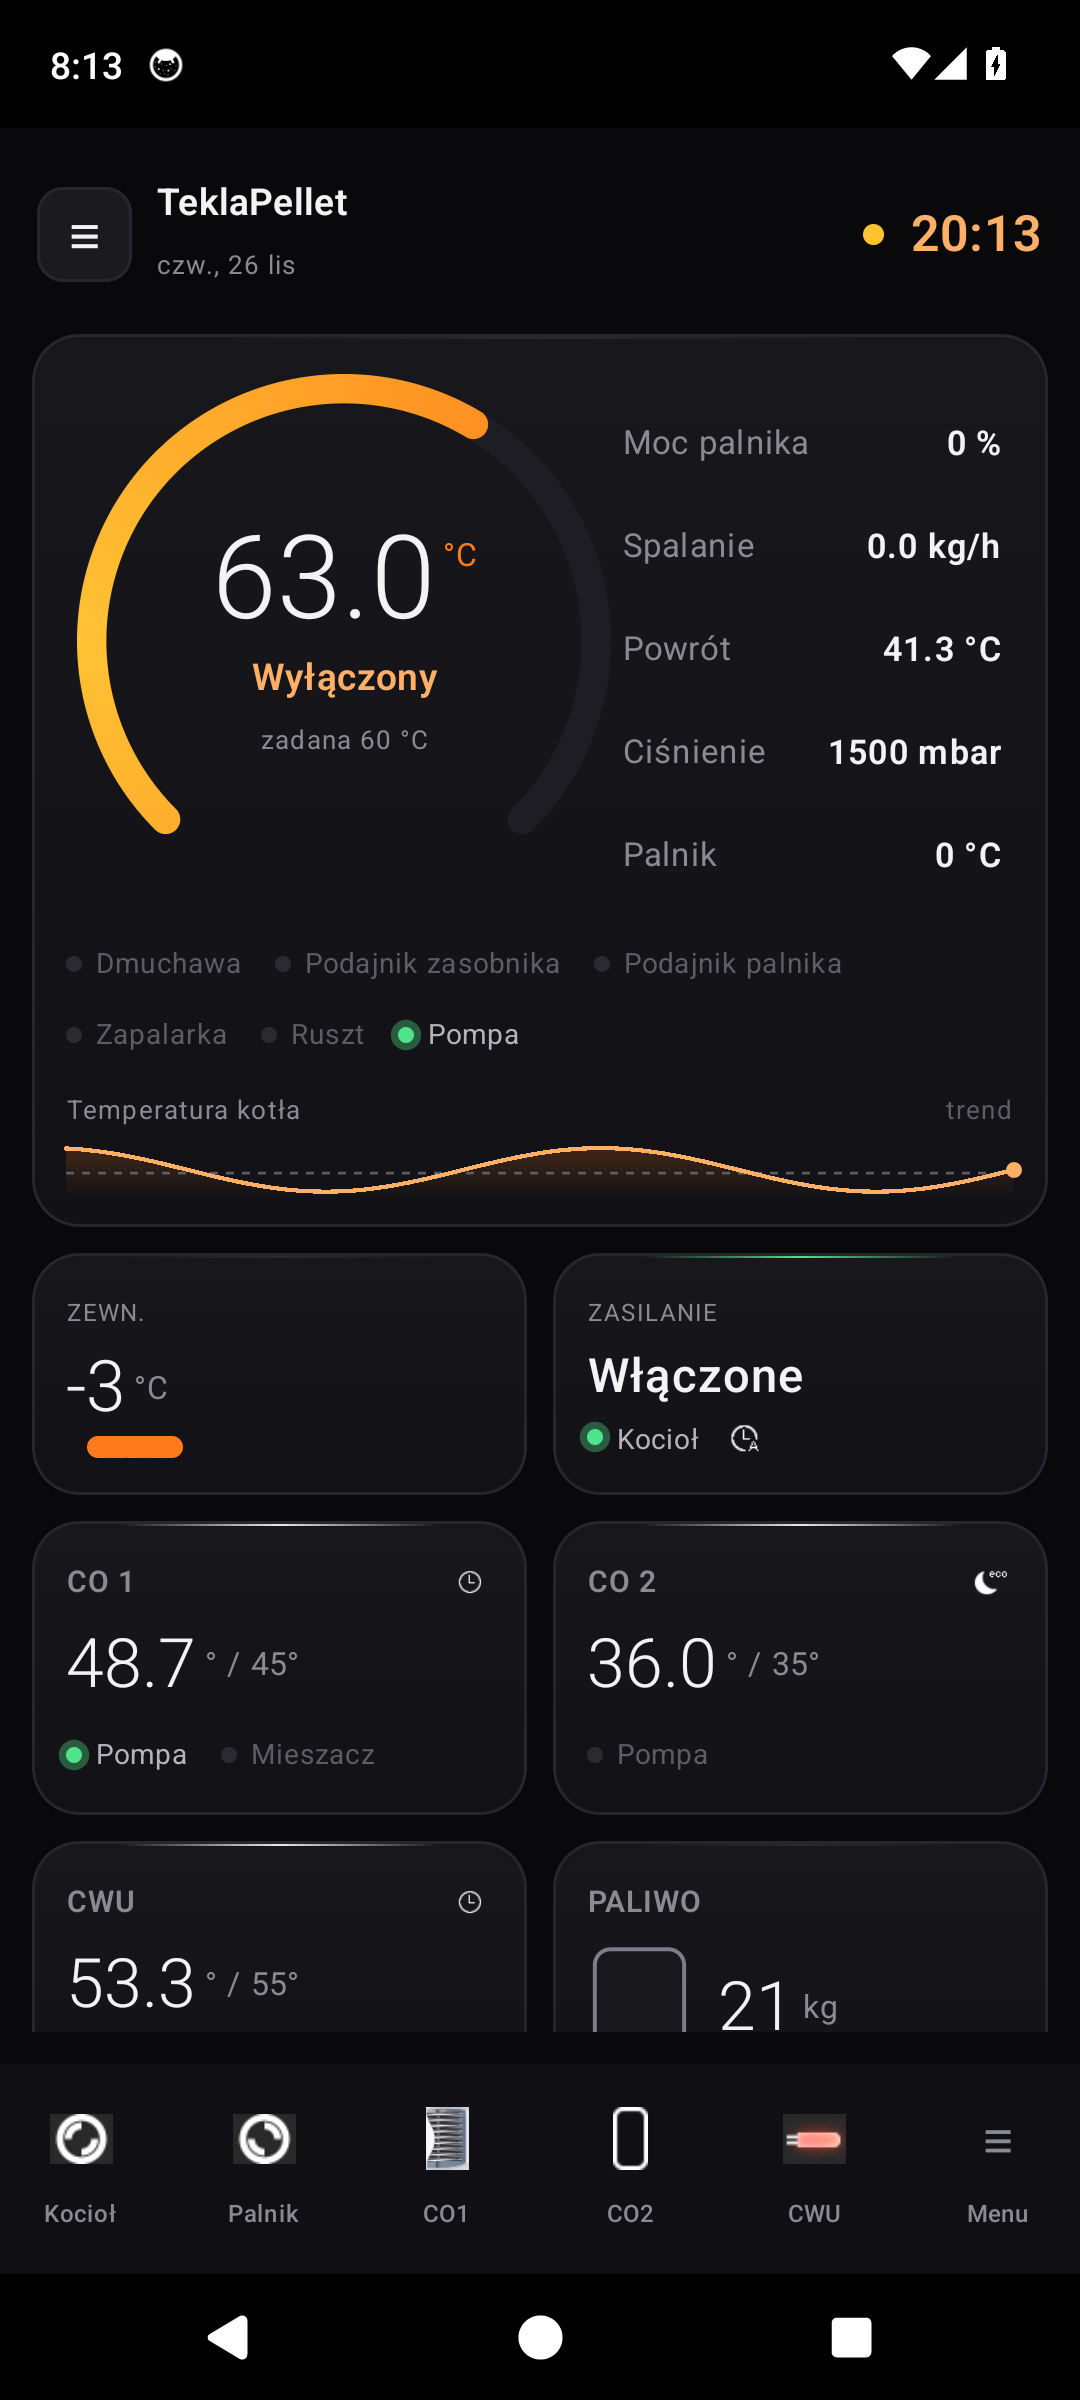 8:13
TeklaPellet
czw., 26 lis
20:13
63.0 °C
Wyłączony
zadana 60 °C
Moc palnika 0 %
Spalanie 0.0 kg/h
Powrót 41.3 °C
Ciśnienie 1500 mbar
Palnik 0 °C
Dmuchawa Podajnik zasobnika Podajnik palnika
Zapalarka Ruszt Pompa
Temperatura kotła trend
ZEWN.
-3 °C
ZASILANIE
Włączone
Kocioł A
CO 1
48.7 ° / 45°
Pompa Mieszacz
CO 2 eco
36.0 ° / 35°
Pompa
CWU
53.3 ° / 55°
PALIWO
21 kg
Kocioł Palnik CO1 CO2 CWU Menu